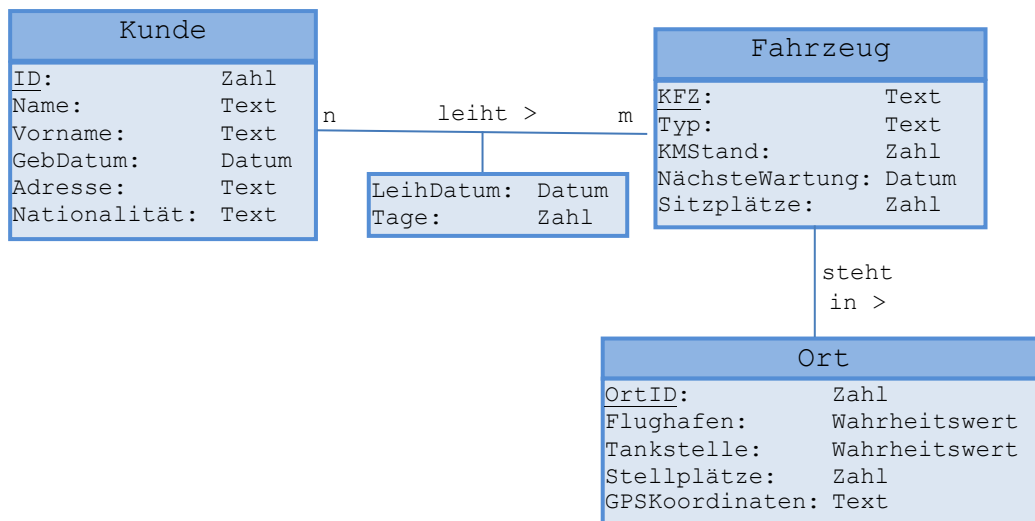 Kunde
ID: Zahl
Name: Text
Vorname: Text
GebDatum: Datum
Adresse: Text
Nationalität: Text
n leiht > m
LeihDatum: Datum
Tage: Zahl
Fahrzeug
KFZ: Text
Typ: Text
KMStand: Zahl
NächsteWartung: Datum
Sitzplätze: Zahl
steht
in >
Ort
OrtID: Zahl
Flughafen: Wahrheitswert
Tankstelle: Wahrheitswert
Stellplätze: Zahl
GPSKoordinaten: Text